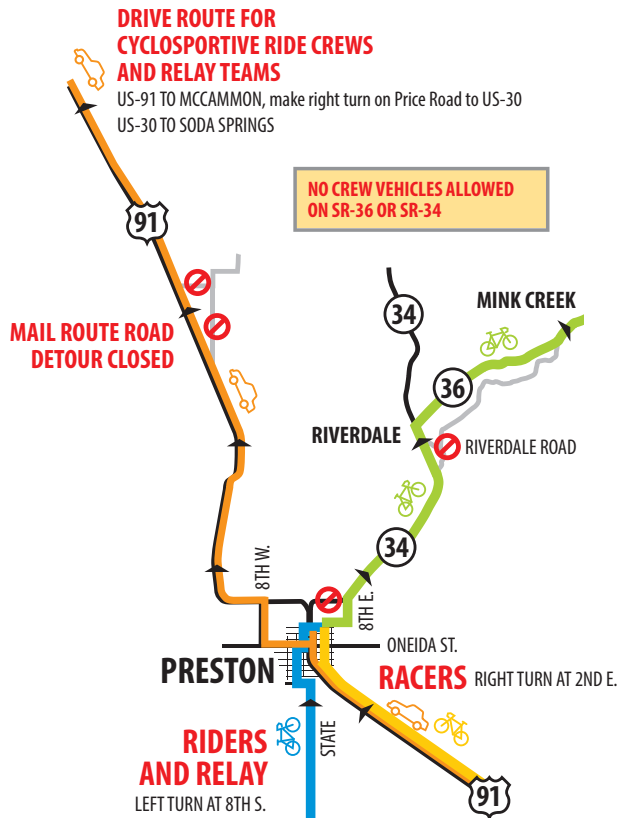 DRIVE ROUTE FOR
CYCLOSPORTIVE RIDE CREWS
AND RELAY TEAMS
US-91 TO MCCAMMON, make right turn on Price Road to US-30
US-30 TO SODA SPRINGS
NO CREW VEHICLES ALLOWED
ON SR-36 OR SR-34
91
34
MINK CREEK
MAIL ROUTE ROAD
DETOUR CLOSED
36
RIVERDALE
RIVERDALE ROAD
34
8TH W.
8TH E.
ONEIDA ST.
PRESTON
RACERS RIGHT TURN AT 2ND E.
STATE
RIDERS
AND RELAY
LEFT TURN AT 8TH S.
91